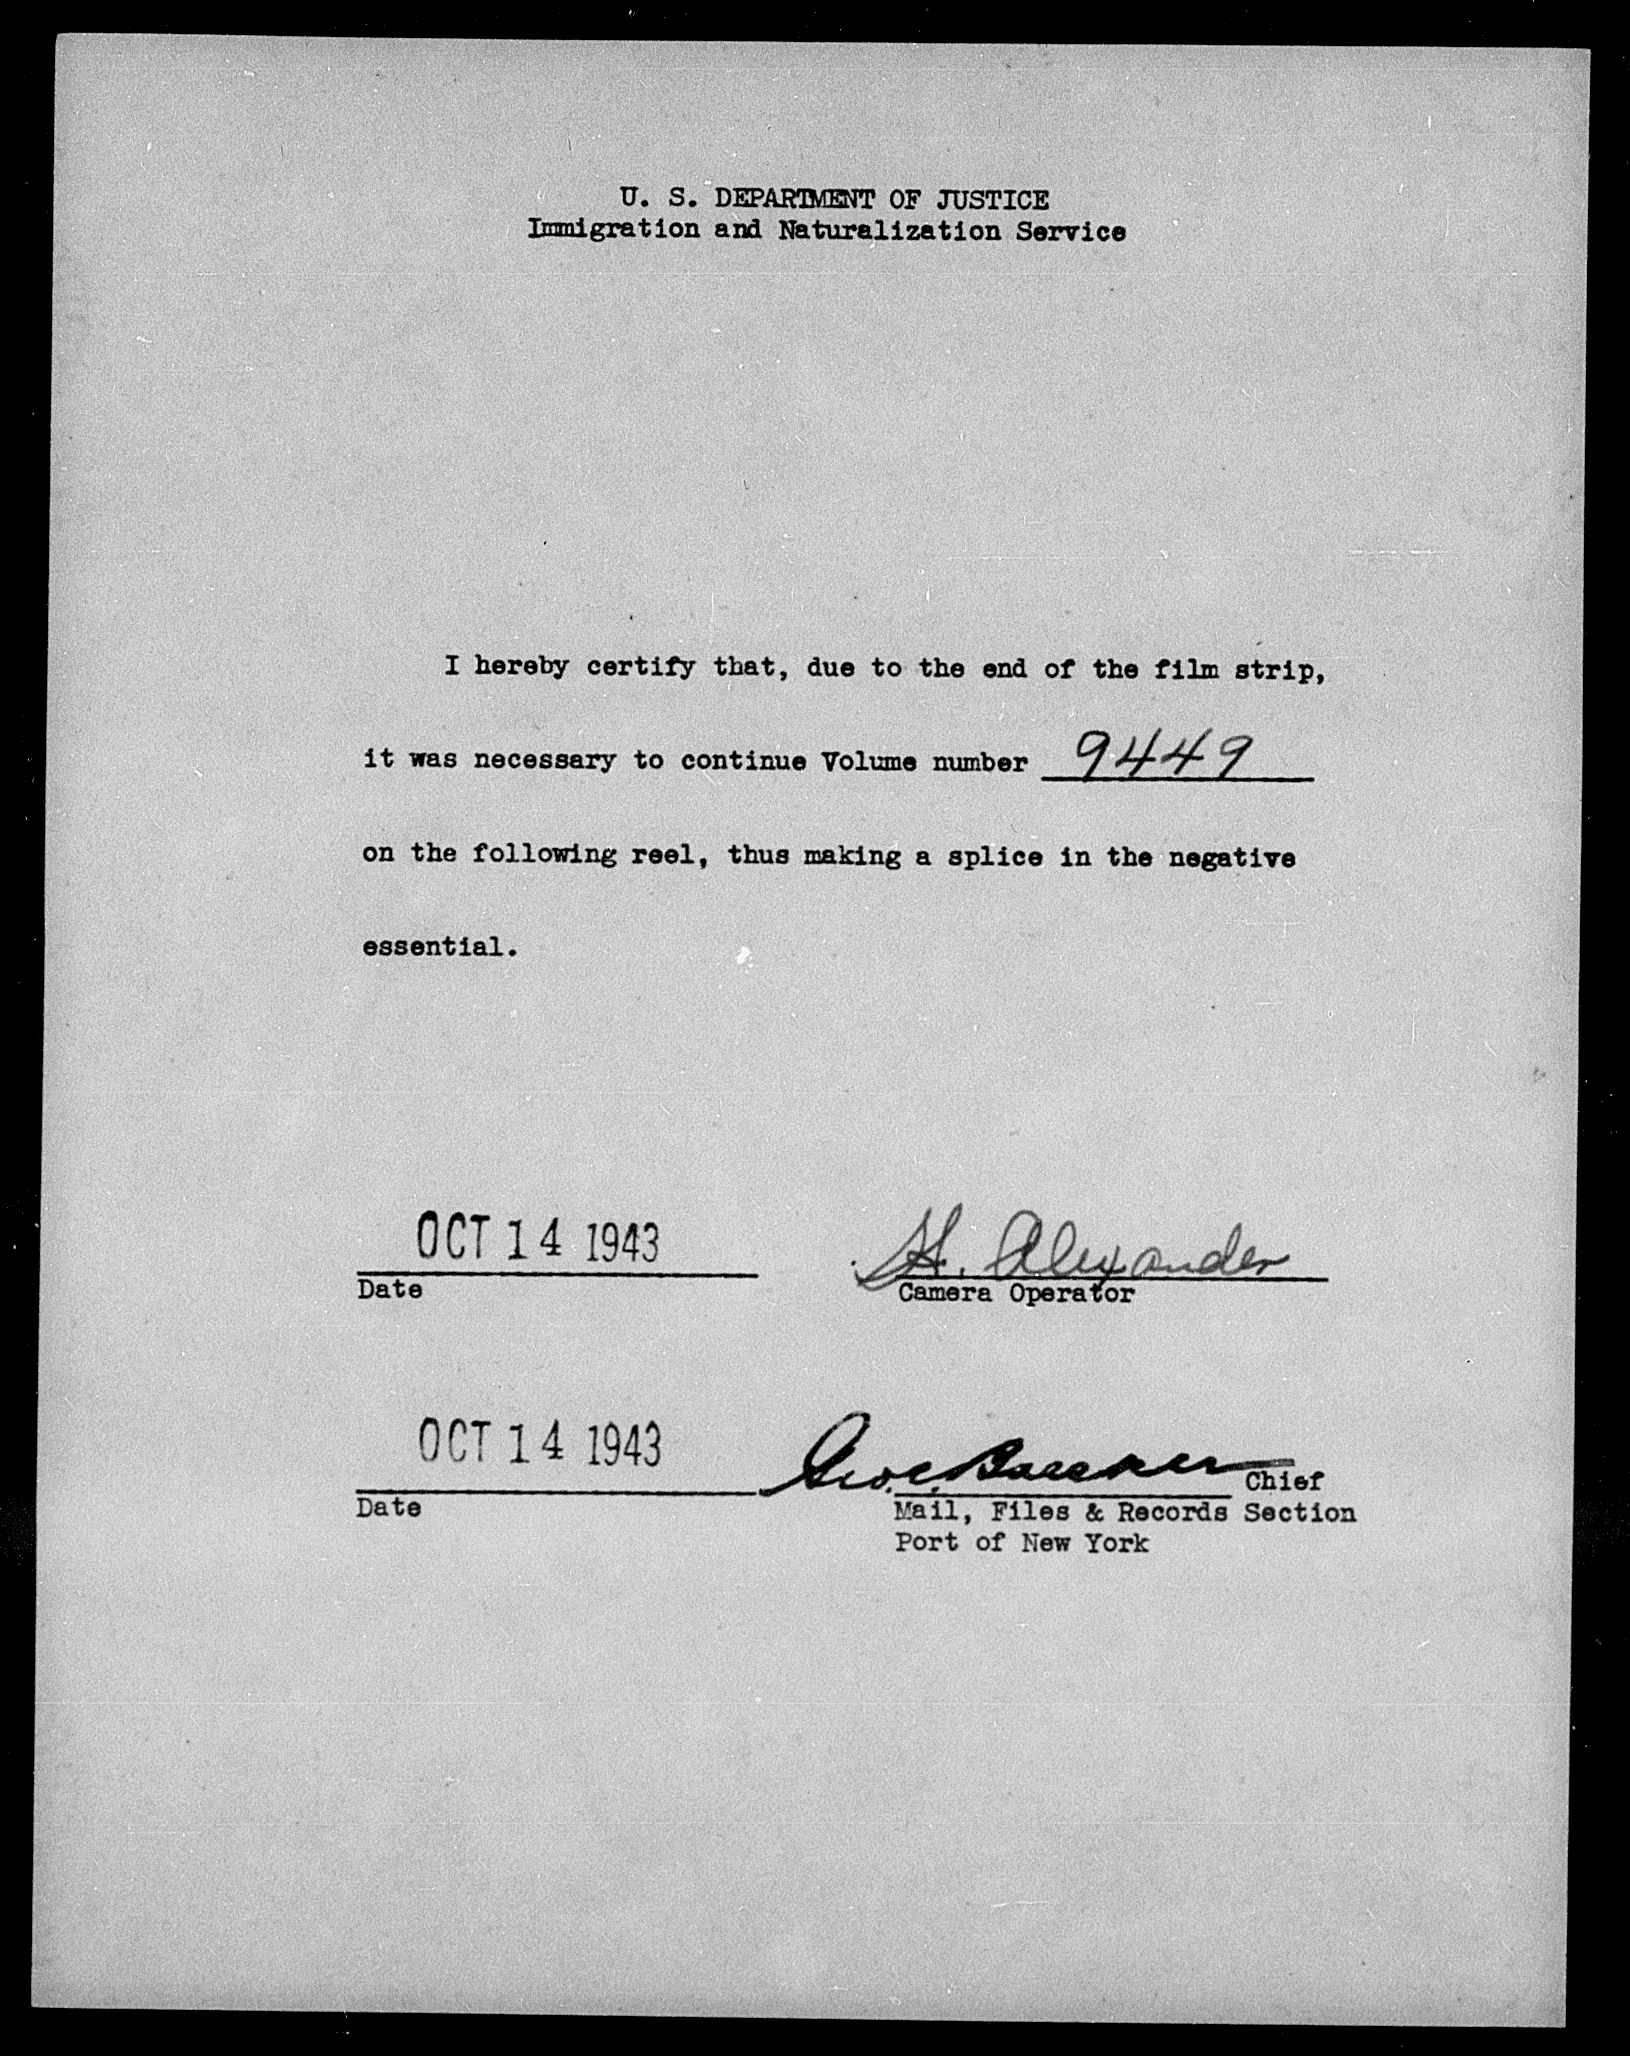 U. S. DEPARTMENT OF JUSTICE
Immigration and Naturalization Service
I hereby certify that, due to the end of the film strip,
it was necessary to continue Volume number 9449
on the following reel, thus making a splice in the negative
essential.
OCT 14 1943 H. Alexander
Date Camera Operator
OCT 14 1943 Geo. C. Chief
Date Mail, Files & Records Section
Port of New York